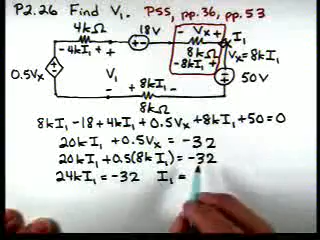 P2.26 Find V₁. PSS, pp.36, pp.53
4kΩ 18V - Vx + I₁
-4kI₁+ - + 8kΩ Vx=8kI₁
-8kI₁+
0.5Vx + V₁ - + 50V
+ 8kI₁ -
8kΩ
8kI₁ -18 +4kI₁ + 0.5Vx +8kI₁ +50=0
20kI₁ +0.5Vx = -32
20kI₁ + 0.5(8kI₁) = -32
24kI₁ = -32 I₁ =